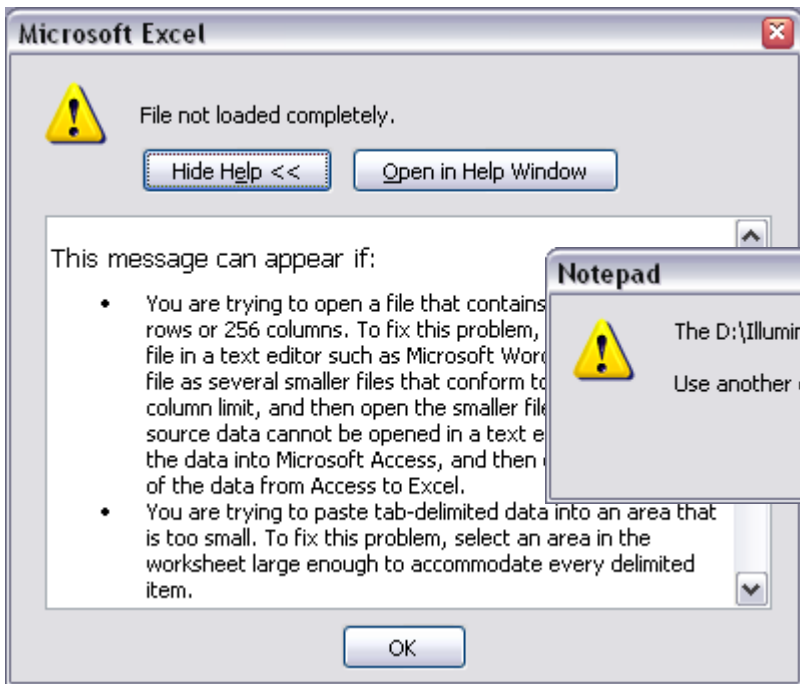 Microsoft Excel
File not loaded completely.
Hide Help <<
Open in Help Window
This message can appear if:
• You are trying to open a file that contains
rows or 256 columns. To fix this problem,
file in a text editor such as Microsoft Word
file as several smaller files that conform to
column limit, and then open the smaller file
source data cannot be opened in a text e
the data into Microsoft Access, and then
of the data from Access to Excel.
• You are trying to paste tab-delimited data into an area that
is too small. To fix this problem, select an area in the
worksheet large enough to accommodate every delimited
item.
OK
Notepad
The D:\Illumin
Use another